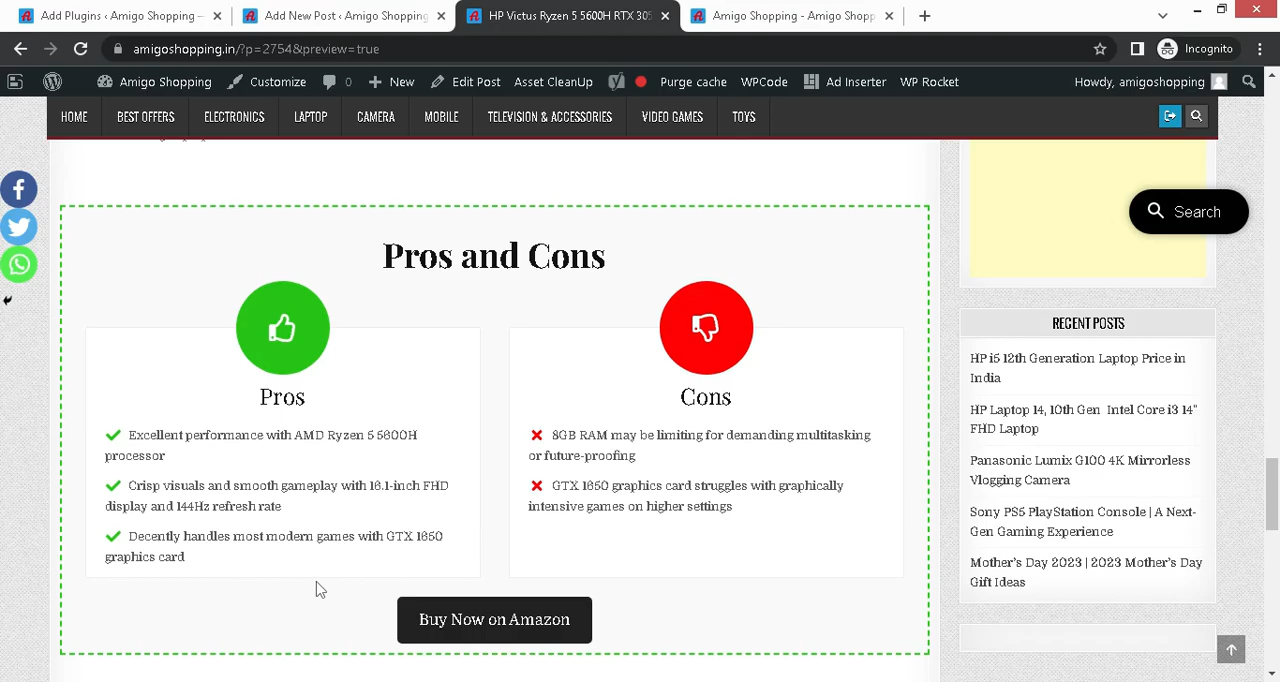 Add Plugins ‹ Amigo Shopping —
Add New Post ‹ Amigo Shopping
HP Victus Ryzen 5 5600H RTX 305
Amigo Shopping - Amigo Shopp
amigoshopping.in/?p=2754&preview=true
Incognito
Amigo Shopping
Customize
0
New
Edit Post
Asset CleanUp
Purge cache
WPCode
Ad Inserter
WP Rocket
Howdy, amigoshopping
HOME
BEST OFFERS
ELECTRONICS
LAPTOP
CAMERA
MOBILE
TELEVISION & ACCESSORIES
VIDEO GAMES
TOYS
Search
Pros and Cons
Pros
Excellent performance with AMD Ryzen 5 5600H
processor
Crisp visuals and smooth gameplay with 16.1-inch FHD
display and 144Hz refresh rate
Decently handles most modern games with GTX 1650
graphics card
Cons
8GB RAM may be limiting for demanding multitasking
or future-proofing
GTX 1650 graphics card struggles with graphically
intensive games on higher settings
Buy Now on Amazon
RECENT POSTS
HP i5 12th Generation Laptop Price in
India
HP Laptop 14, 10th Gen Intel Core i3 14"
FHD Laptop
Panasonic Lumix G100 4K Mirrorless
Vlogging Camera
Sony PS5 PlayStation Console | A Next-
Gen Gaming Experience
Mother's Day 2023 | 2023 Mother's Day
Gift Ideas